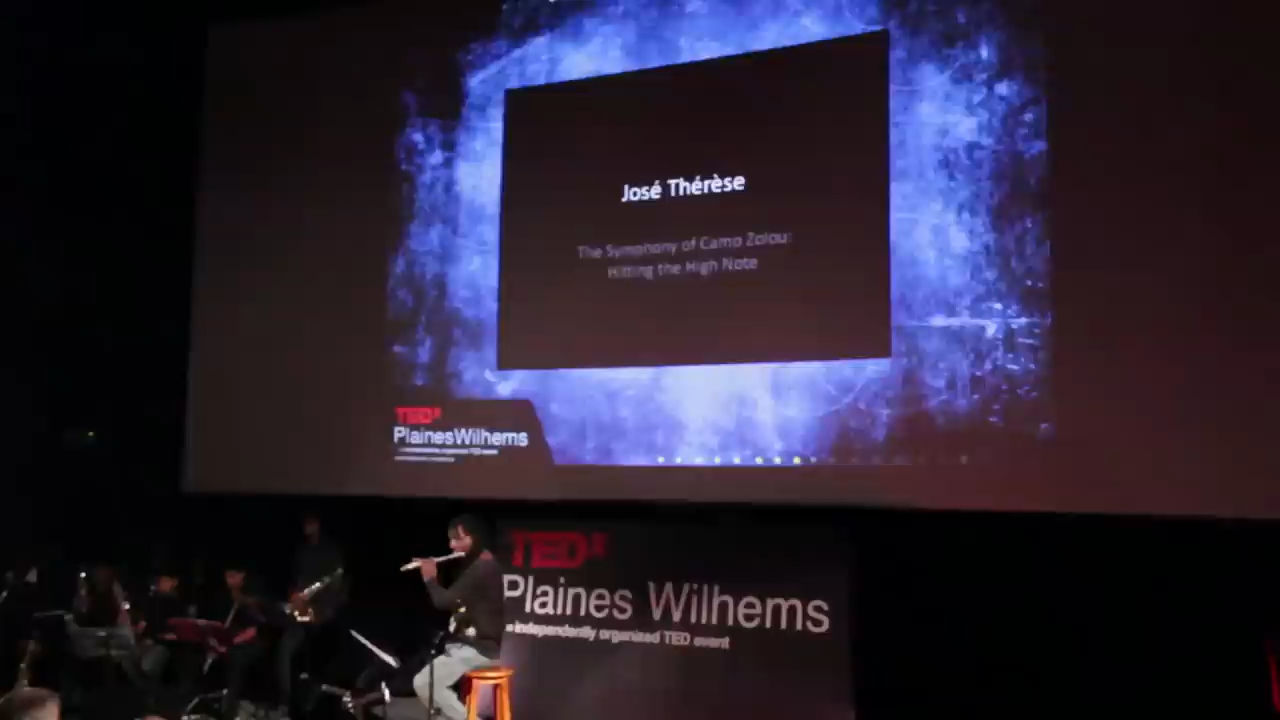 José Thérèse
The Symphony of Camp Zolou:
Hitting the High Note
TEDx
PlainesWilhems
TEDx
Plaines Wilhems
independently organized TED event